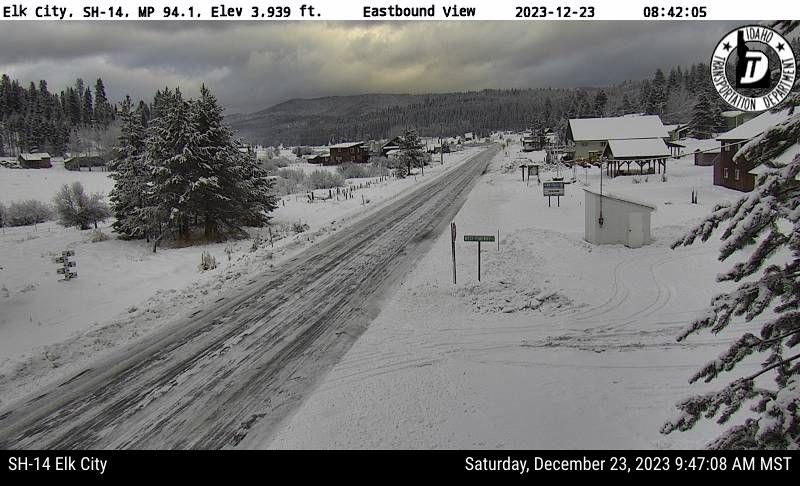 Elk City, SH-14, MP 94.1, Elev 3,939 ft. Eastbound View 2023-12-23 08:42:05
IDAHO
TRANSPORTATION DEPARTMENT
SH-14 Elk City
Saturday, December 23, 2023 9:47:08 AM MST